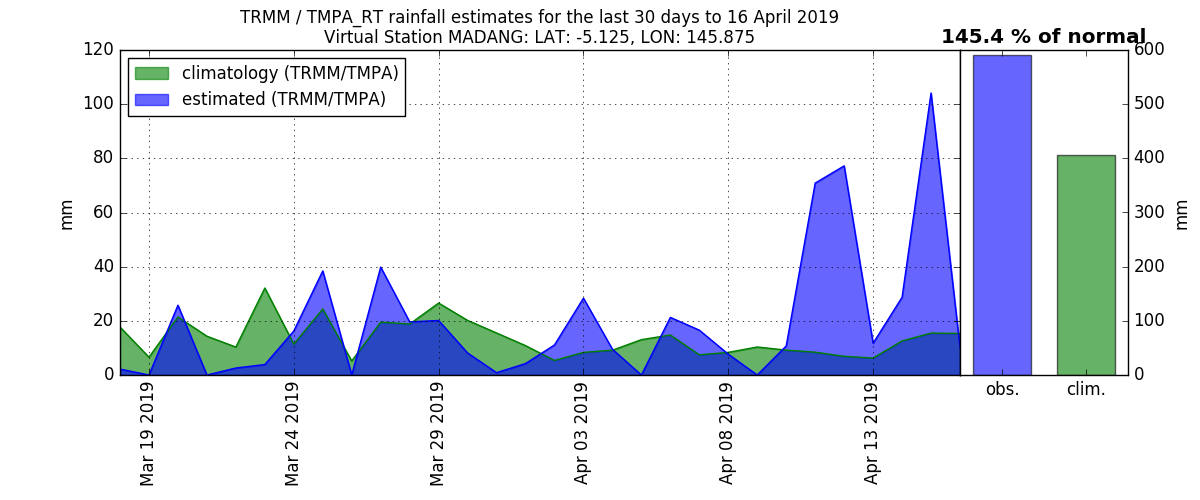 TRMM / TMPA_RT rainfall estimates for the last 30 days to 16 April 2019
Virtual Station MADANG: LAT: -5.125, LON: 145.875
145.4 % of normal
climatology (TRMM/TMPA)
estimated (TRMM/TMPA)
120
100
80
60
40
20
0
mm
600
500
400
300
200
100
0
mm
Mar 19 2019
Mar 24 2019
Mar 29 2019
Apr 03 2019
Apr 08 2019
Apr 13 2019
obs.
clim.